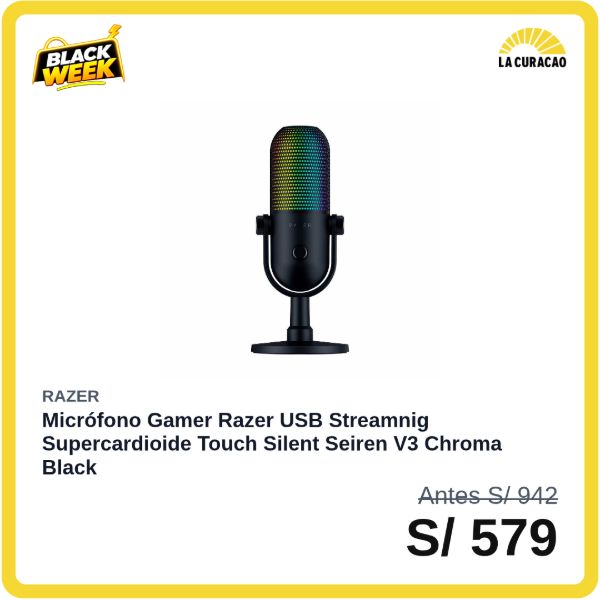 BLACK
WEEK
LA CURACAO
RAZER
RAZER
Micrófono Gamer Razer USB Streamnig
Supercardioide Touch Silent Seiren V3 Chroma
Black
Antes S/ 942
S/ 579